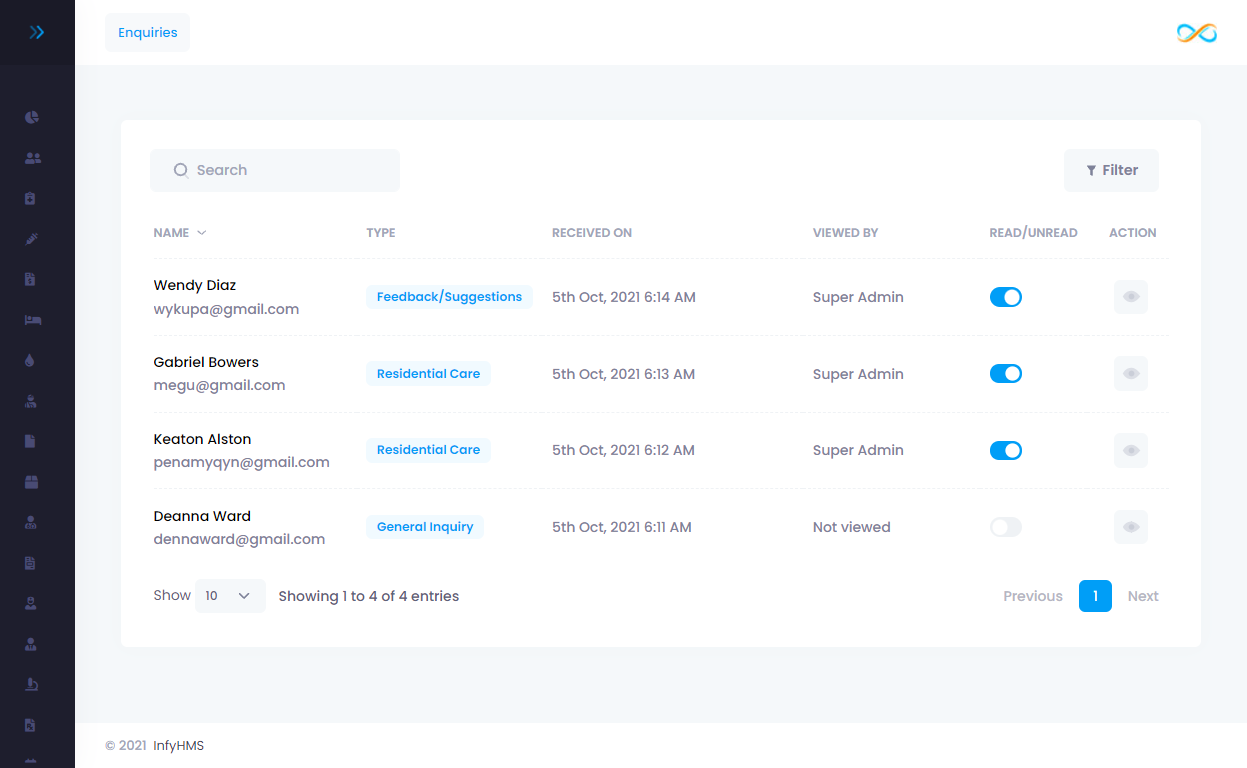 Enquiries
Search
Filter
NAME TYPE RECEIVED ON VIEWED BY READ/UNREAD ACTION
Wendy Diaz
wykupa@gmail.com
Feedback/Suggestions 5th Oct, 2021 6:14 AM Super Admin
Gabriel Bowers
megu@gmail.com
Residential Care 5th Oct, 2021 6:13 AM Super Admin
Keaton Alston
penamyqyn@gmail.com
Residential Care 5th Oct, 2021 6:12 AM Super Admin
Deanna Ward
dennaward@gmail.com
General Inquiry 5th Oct, 2021 6:11 AM Not viewed
Show 10 Showing 1 to 4 of 4 entries Previous 1 Next
© 2021 InfyHMS